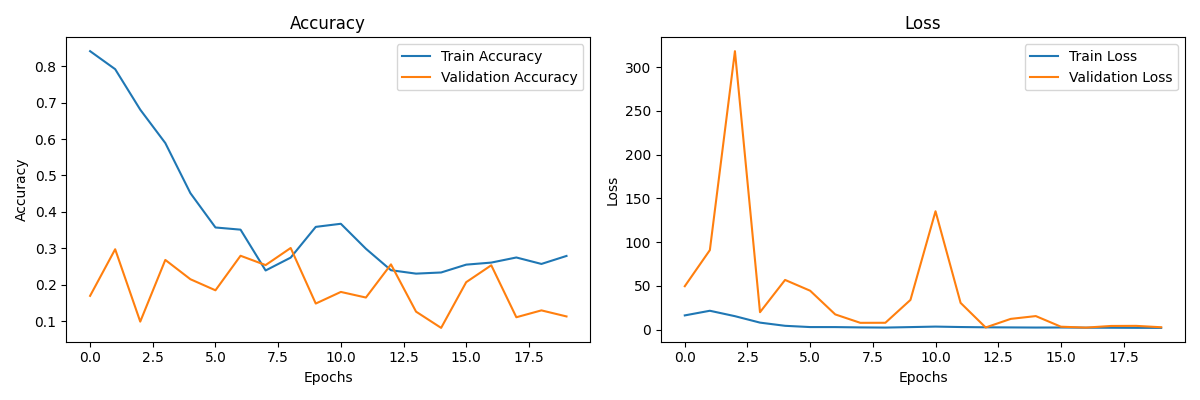 Accuracy
Train Accuracy
Validation Accuracy
Accuracy
0.8
0.7
0.6
0.5
0.4
0.3
0.2
0.1
0.0 2.5 5.0 7.5 10.0 12.5 15.0 17.5
Epochs
Loss
Train Loss
Validation Loss
Loss
300
250
200
150
100
50
0
0.0 2.5 5.0 7.5 10.0 12.5 15.0 17.5
Epochs